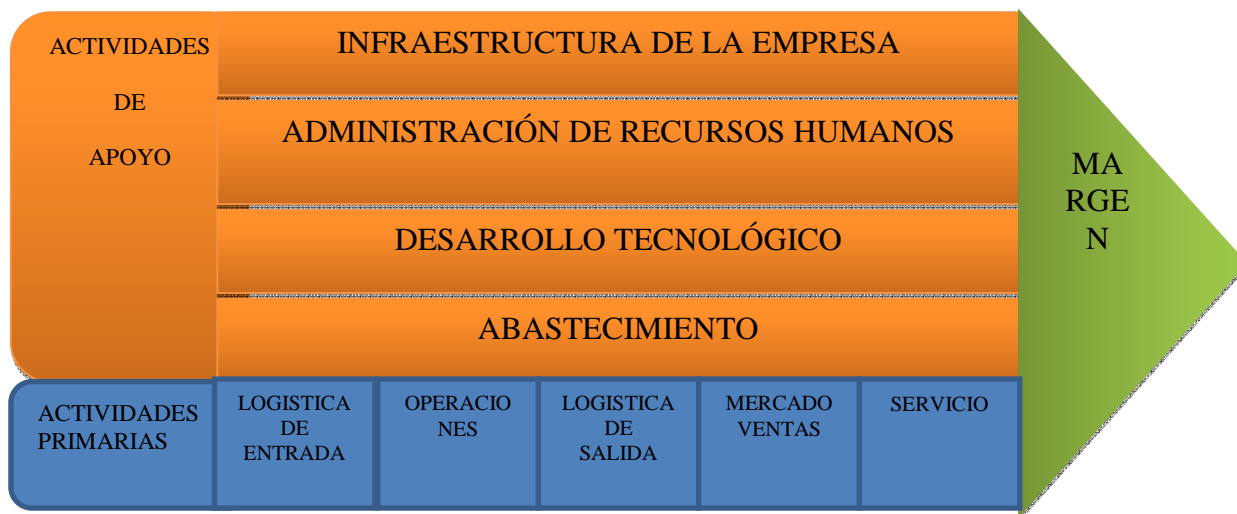 ACTIVIDADES
DE
APOYO
INFRAESTRUCTURA DE LA EMPRESA
ADMINISTRACIÓN DE RECURSOS HUMANOS
DESARROLLO TECNOLÓGICO
ABASTECIMIENTO
MA
RGE
N
ACTIVIDADES
PRIMARIAS
LOGISTICA
DE
ENTRADA
OPERACIO
NES
LOGISTICA
DE
SALIDA
MERCADO
VENTAS
SERVICIO